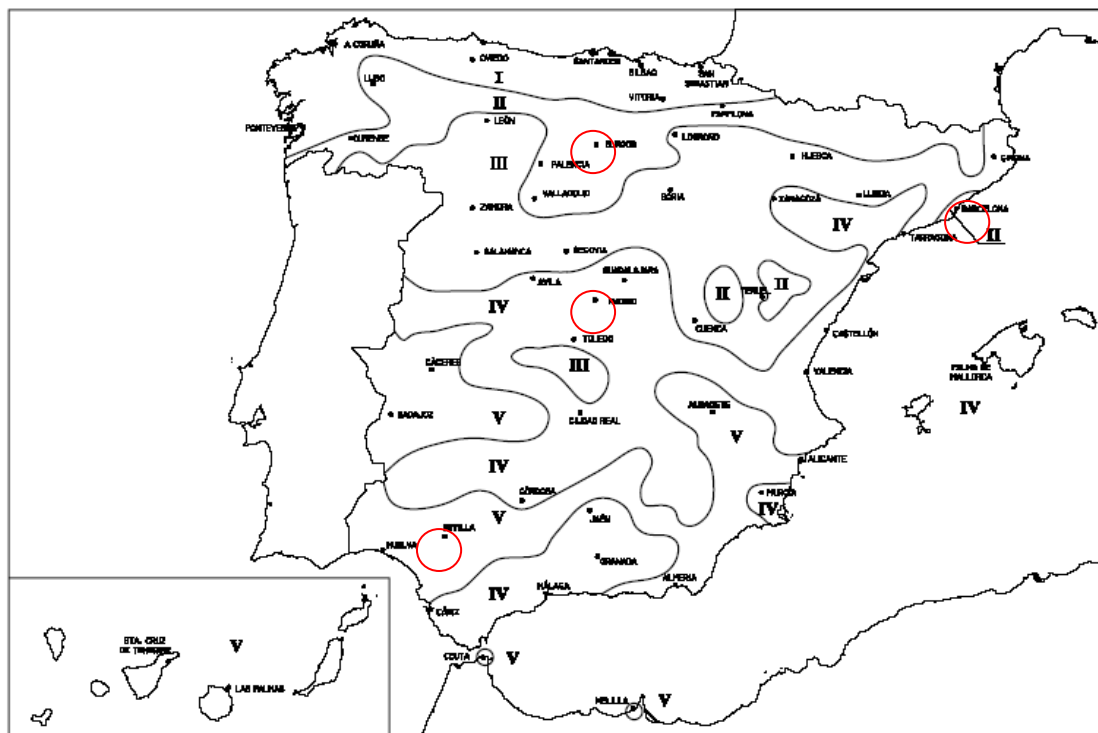 A CORUÑA
OVIEDO
SANTANDER
BILBAO
SAN
SEBASTIAN
LUGO
I
VITORIA
PAMPLONA
II
PONTEVEDRA
LEÓN
OURENSE
LOGROÑO
BURGOS
III
PALENCIA
HUESCA
GIRONA
VALLADOLID
SORIA
ZARAGOZA
LLEIDA
ZAMORA
BARCELONA
IV
TARRAGONA
II
SALAMANCA
SEGOVIA
AVILA
GUADALAJARA
II
II
TERUEL
IV
MADRID
CUENCA
TOLEDO
CASTELLÓN
CÁCERES
III
VALENCIA
PALMA DE
MALLORCA
IV
BADAJOZ
V
CIUDAD REAL
ALBACETE
V
IV
ALICANTE
CÓRDOBA
MURCIA
IV
V
JAÉN
SEVILLA
HUELVA
GRANADA
IV
MÁLAGA
ALMERIA
CÁDIZ
STA. CRUZ
DE TENERIFE
V
CEUTA
V
LAS PALMAS
MELILLA
V